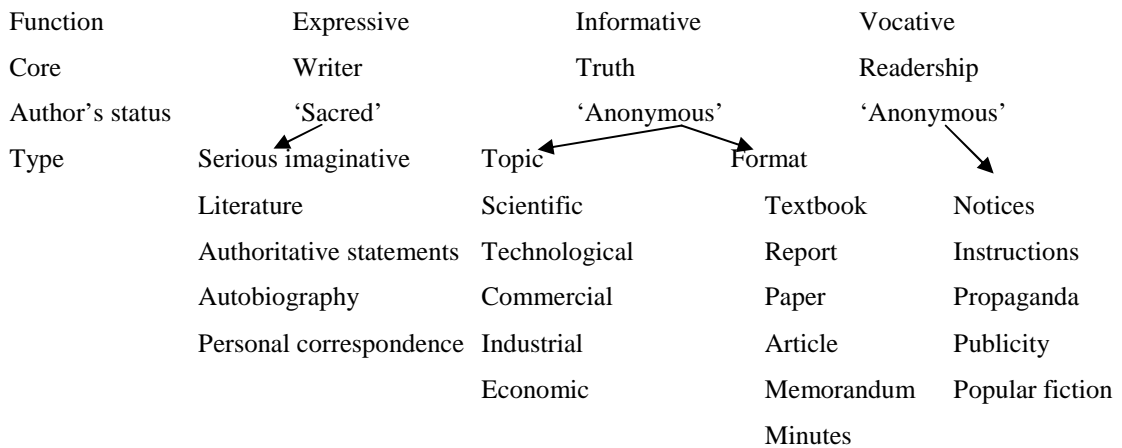 Function Expressive Informative Vocative
Core Writer Truth Readership
Author’s status ‘Sacred’ ‘Anonymous’ ‘Anonymous’
Type Serious imaginative Topic Format
Literature Scientific Textbook Notices
Authoritative statements Technological Report Instructions
Autobiography Commercial Paper Propaganda
Personal correspondence Industrial Article Publicity
Economic Memorandum Popular fiction
Minutes